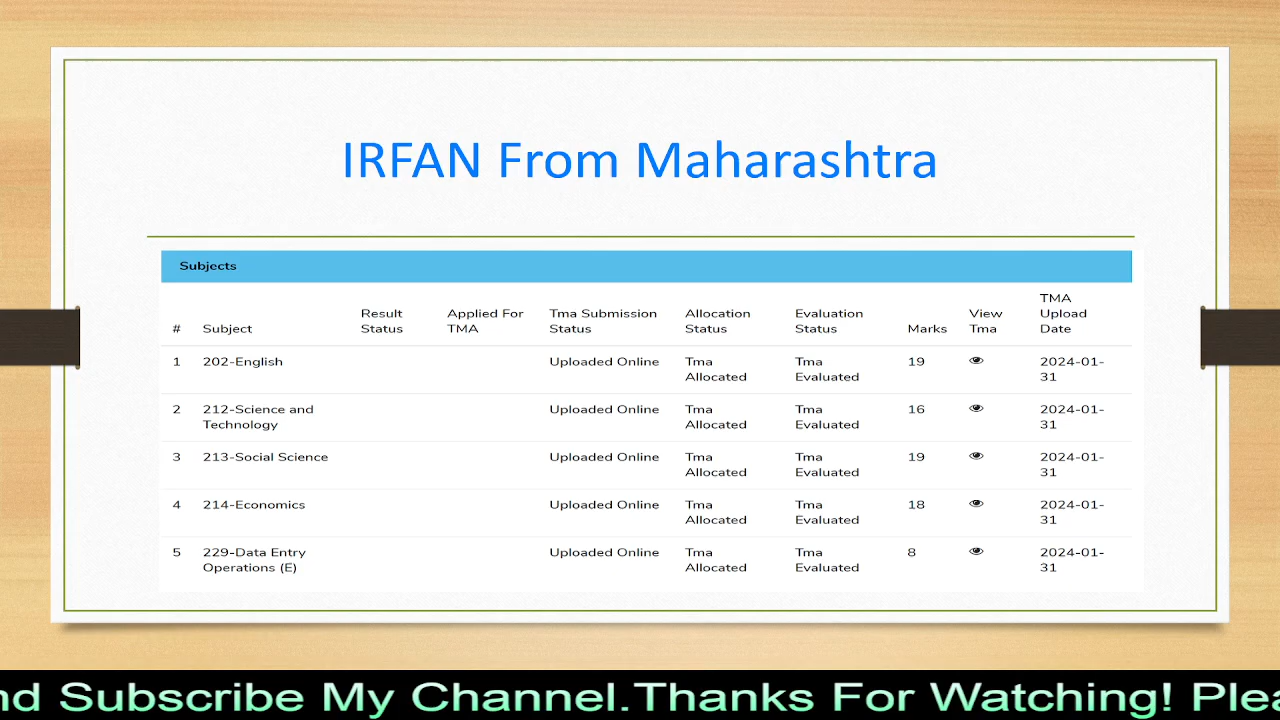 IRFAN From Maharashtra
Subjects
# Subject Result Status Applied For TMA Tma Submission Status Allocation Status Evaluation Status Marks View Tma TMA Upload Date
1 202-English Uploaded Online Tma Allocated Tma Evaluated 19 2024-01-31
2 212-Science and Technology Uploaded Online Tma Allocated Tma Evaluated 16 2024-01-31
3 213-Social Science Uploaded Online Tma Allocated Tma Evaluated 19 2024-01-31
4 214-Economics Uploaded Online Tma Allocated Tma Evaluated 18 2024-01-31
5 229-Data Entry Operations (E) Uploaded Online Tma Allocated Tma Evaluated 8 2024-01-31
nd Subscribe My Channel.Thanks For Watching! Plea